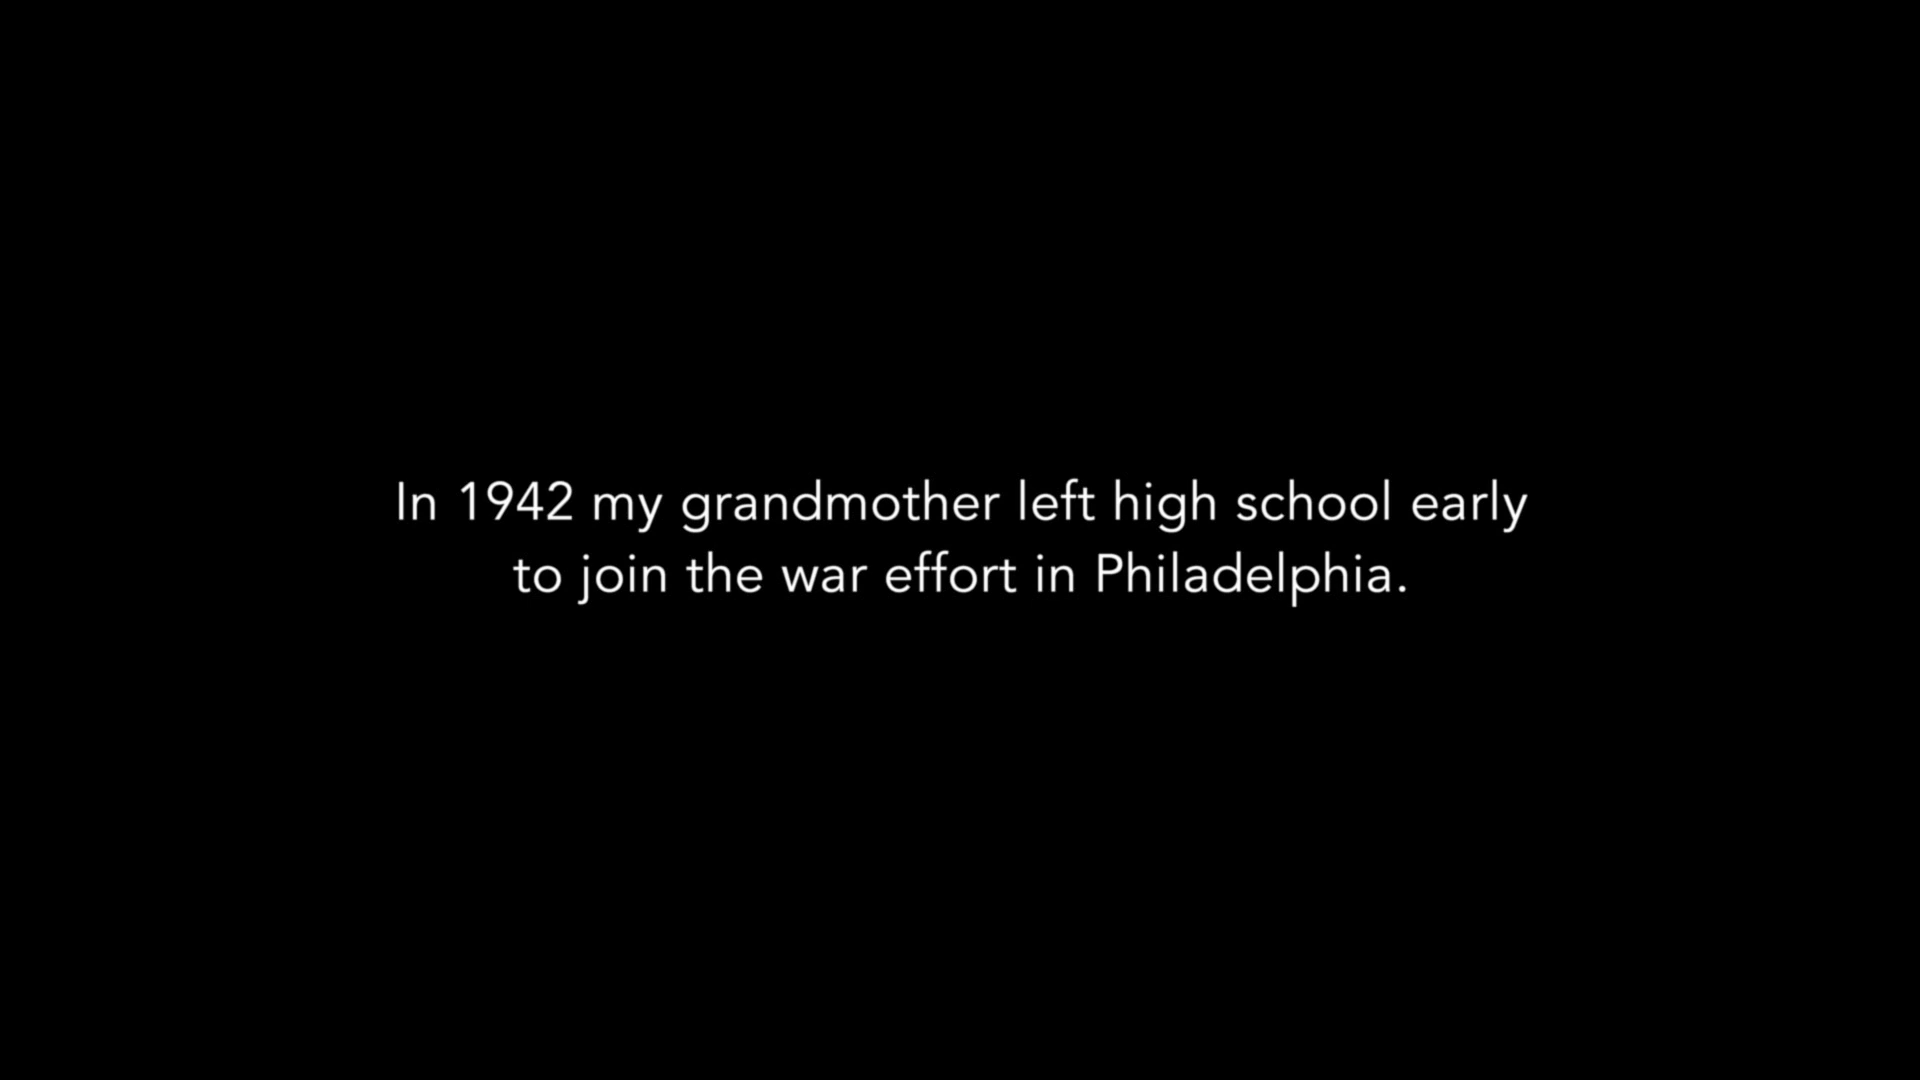 In 1942 my grandmother left high school early
to join the war effort in Philadelphia.